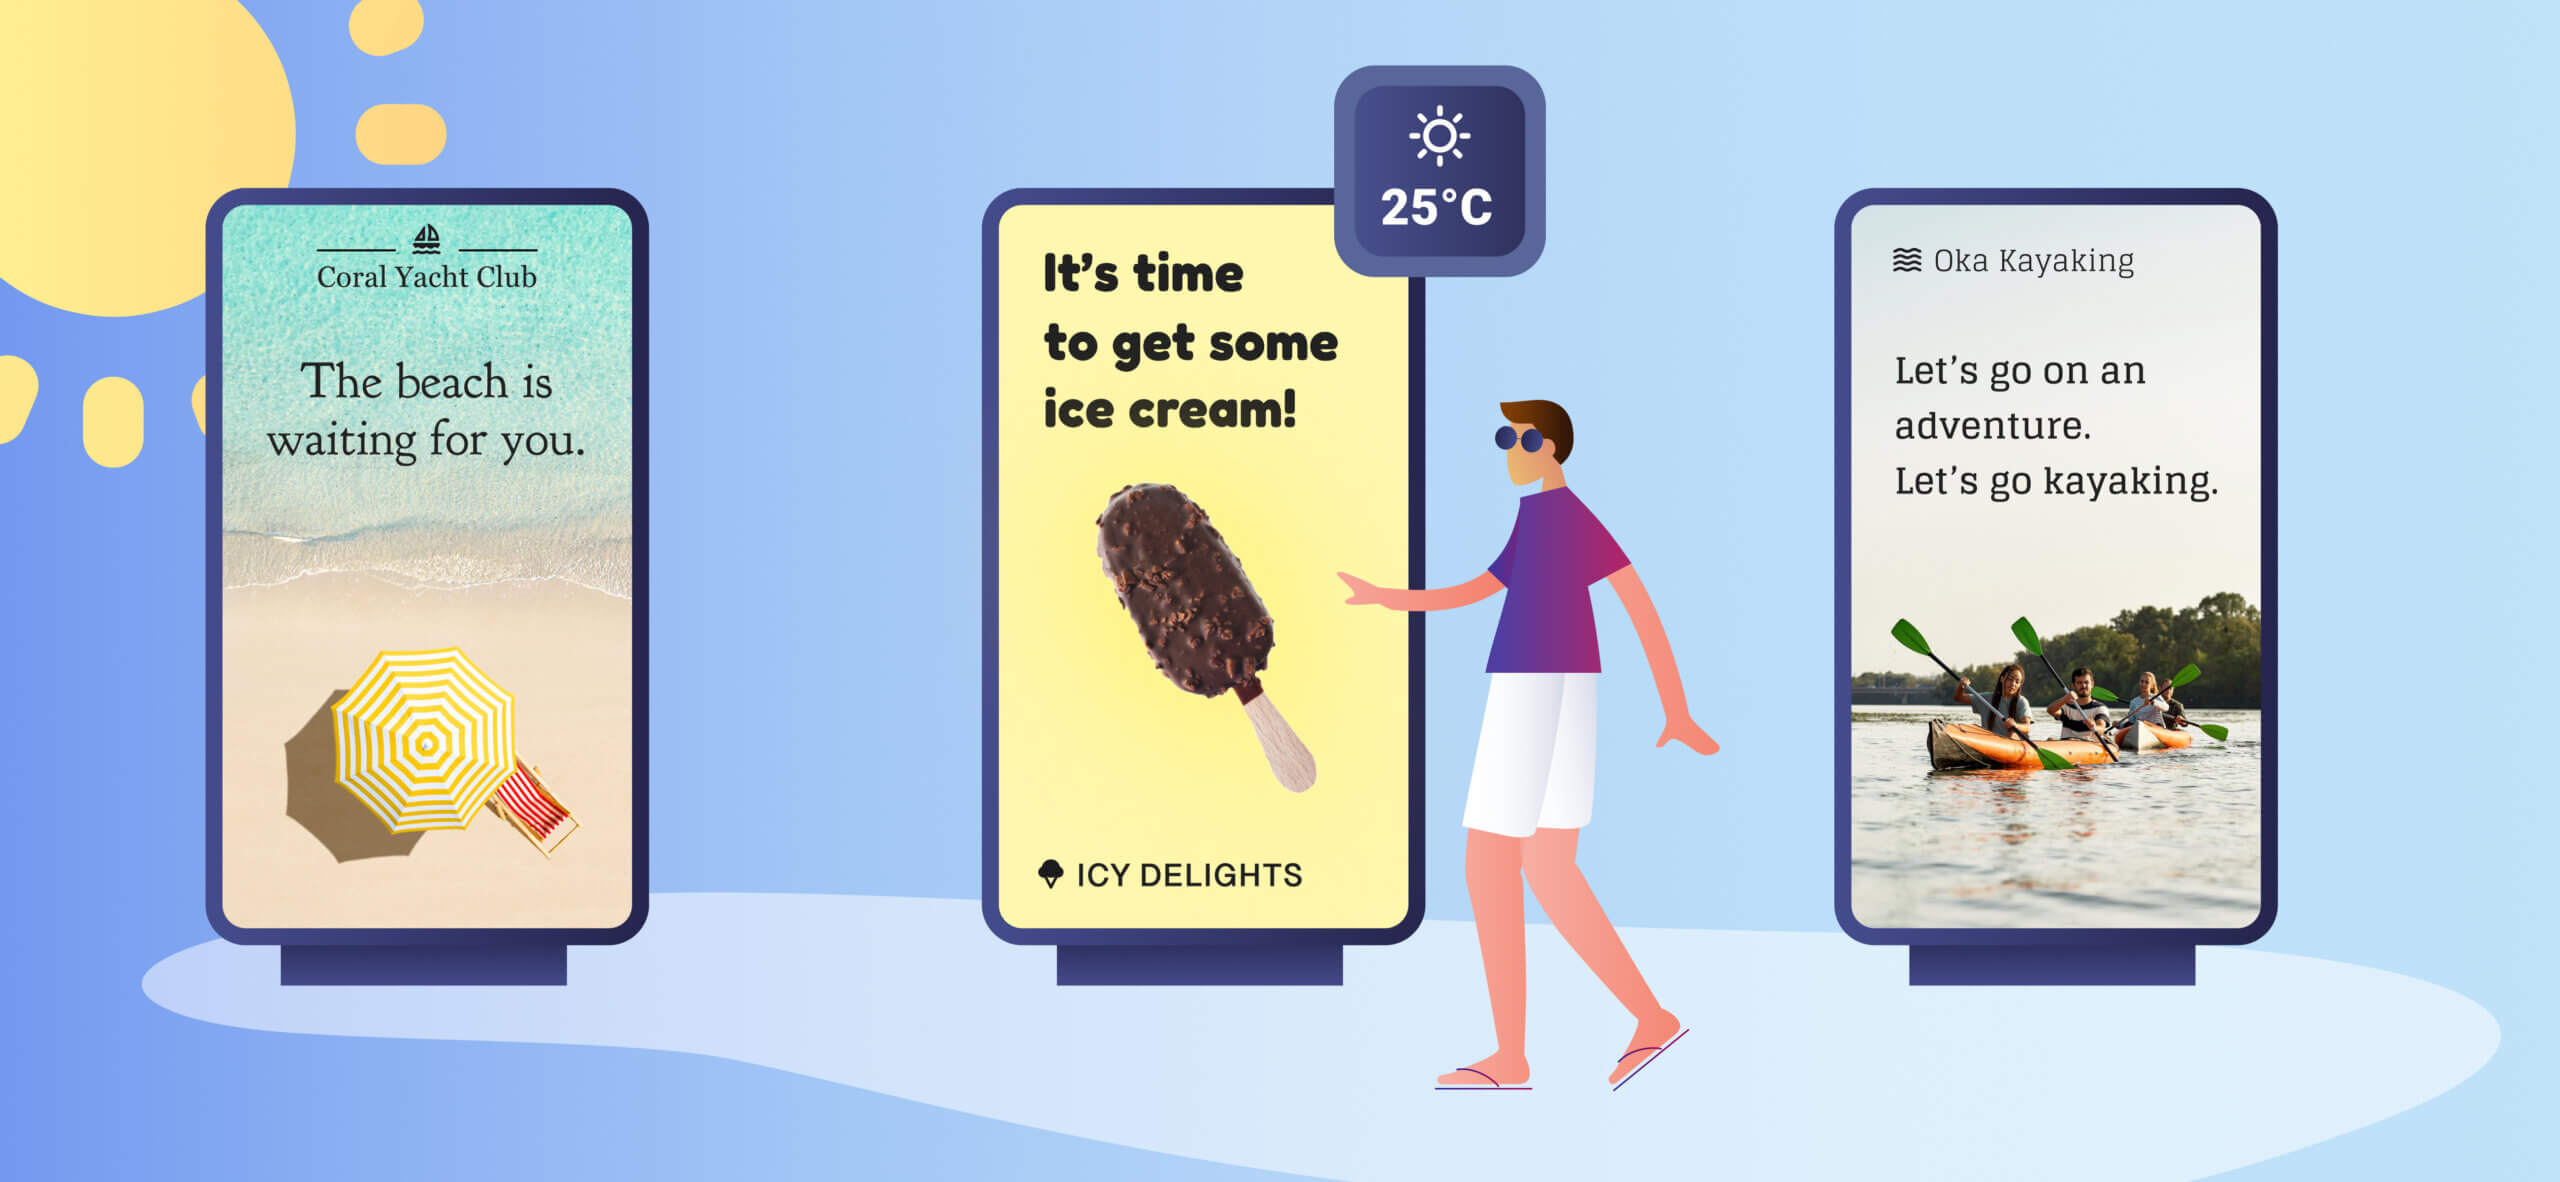 Coral Yacht Club
The beach is
waiting for you.
25°C
It’s time
to get some
ice cream!
ICY DELIGHTS
Oka Kayaking
Let’s go on an
adventure.
Let’s go kayaking.